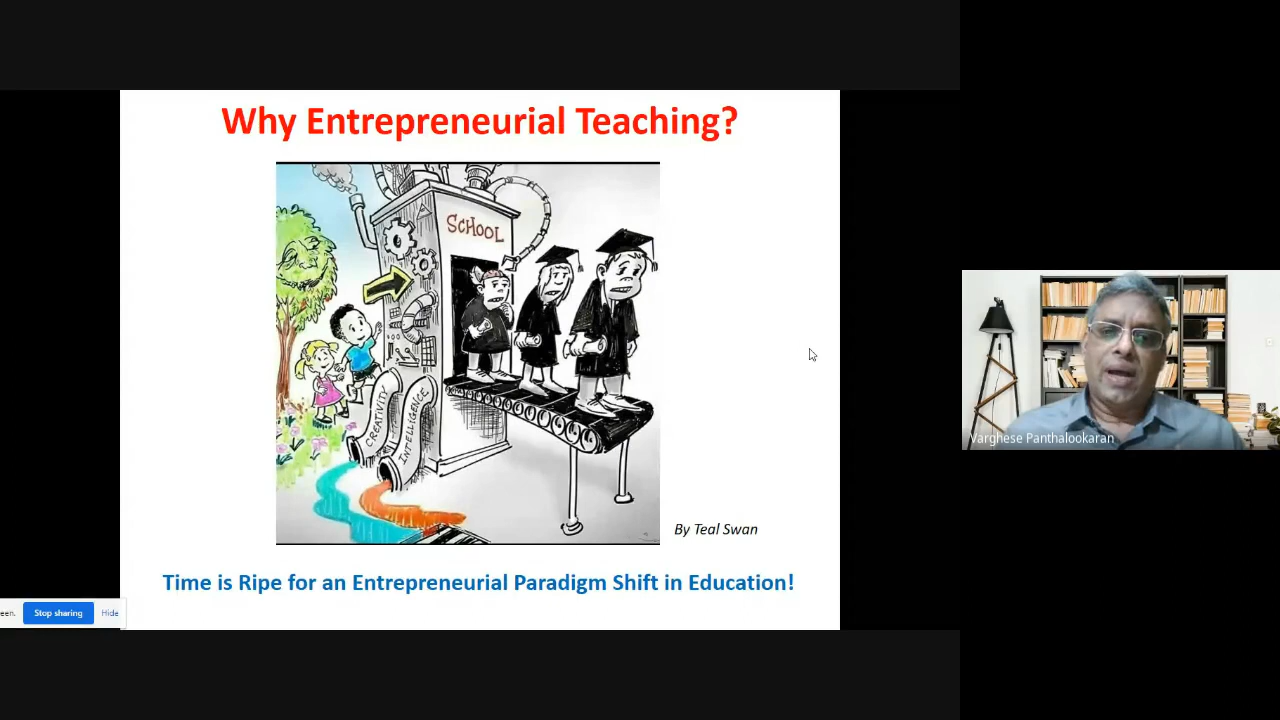 Why Entrepreneurial Teaching?
SCHOOL
CREATIVITY
INTELLIGENCE
By Teal Swan
Time is Ripe for an Entrepreneurial Paradigm Shift in Education!
een. Stop sharing Hide
Varghese Panthalookaran